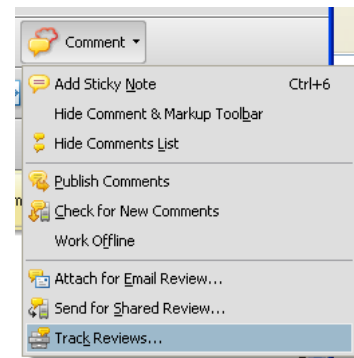 Comment
Add Sticky Note Ctrl+6
Hide Comment & Markup Toolbar
Hide Comments List
Publish Comments
Check for New Comments
Work Offline
Attach for Email Review...
Send for Shared Review...
Track Reviews...